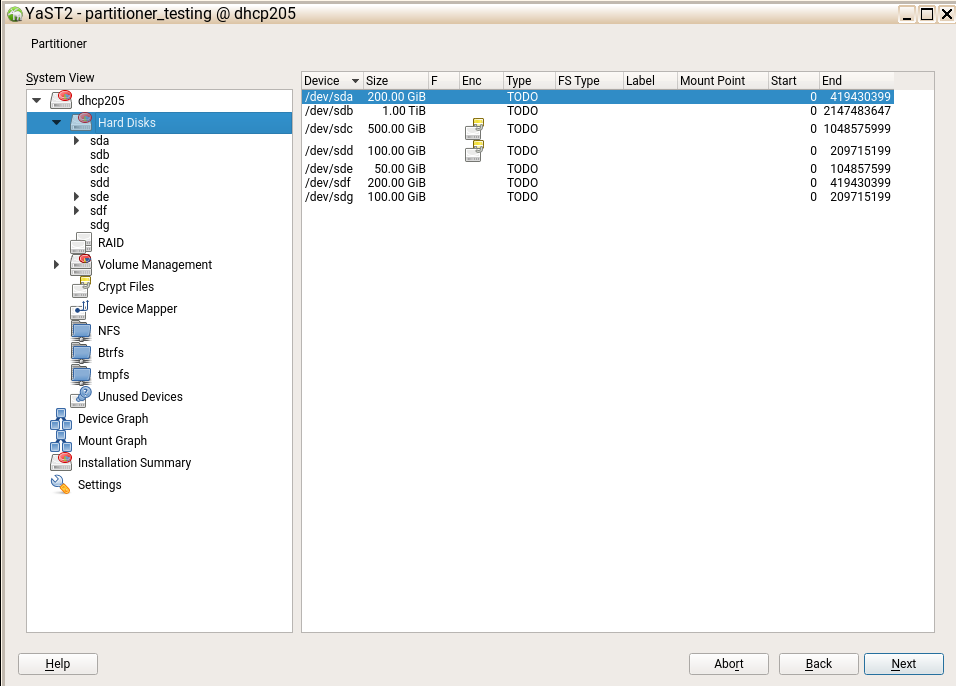 YaST2 - partitioner_testing @ dhcp205
Partitioner
System View
dhcp205
Hard Disks
sda
sdb
sdc
sdd
sde
sdf
sdg
RAID
Volume Management
Crypt Files
Device Mapper
NFS
Btrfs
tmpfs
Unused Devices
Device Graph
Mount Graph
Installation Summary
Settings
Device Size F Enc Type FS Type Label Mount Point Start End
/dev/sda 200.00 GiB TODO 0 419430399
/dev/sdb 1.00 TiB TODO 0 2147483647
/dev/sdc 500.00 GiB TODO 0 1048575999
/dev/sdd 100.00 GiB TODO 0 209715199
/dev/sde 50.00 GiB TODO 0 104857599
/dev/sdf 200.00 GiB TODO 0 419430399
/dev/sdg 100.00 GiB TODO 0 209715199
Help Abort Back Next